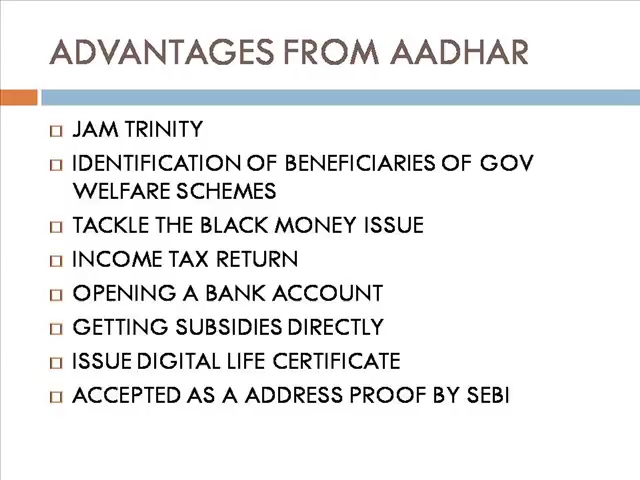 ADVANTAGES FROM AADHAR
JAM TRINITY
IDENTIFICATION OF BENEFICIARIES OF GOV
WELFARE SCHEMES
TACKLE THE BLACK MONEY ISSUE
INCOME TAX RETURN
OPENING A BANK ACCOUNT
GETTING SUBSIDIES DIRECTLY
ISSUE DIGITAL LIFE CERTIFICATE
ACCEPTED AS A ADDRESS PROOF BY SEBI